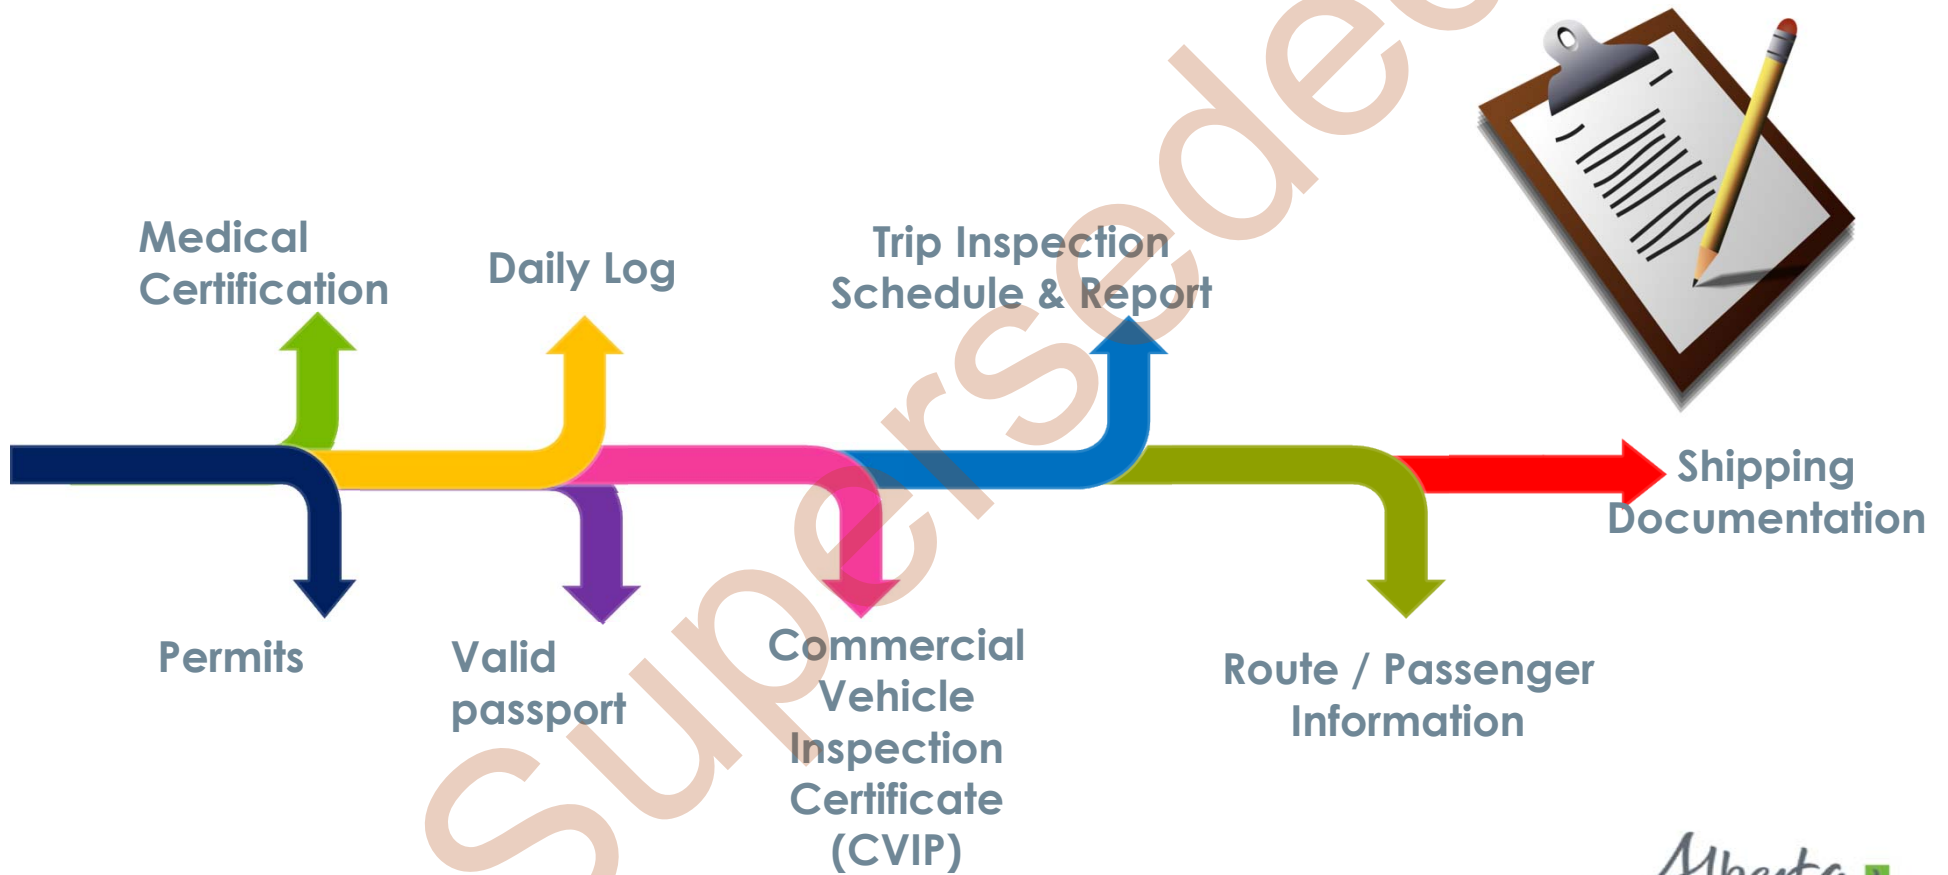 Medical
Certification
Daily Log
Trip Inspection
Schedule & Report
Shipping
Documentation
Permits
Valid
passport
Commercial
Vehicle
Inspection
Certificate
(CVIP)
Route / Passenger
Information
Superseded
Alberta